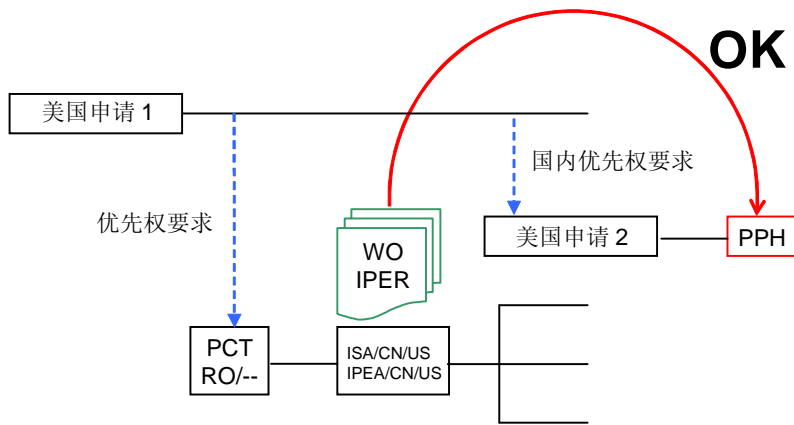 OK
美国申请 1
国内优先权要求
优先权要求
美国申请 2
PPH
WO
IPER
PCT
RO/--
ISA/CN/US
IPEA/CN/US